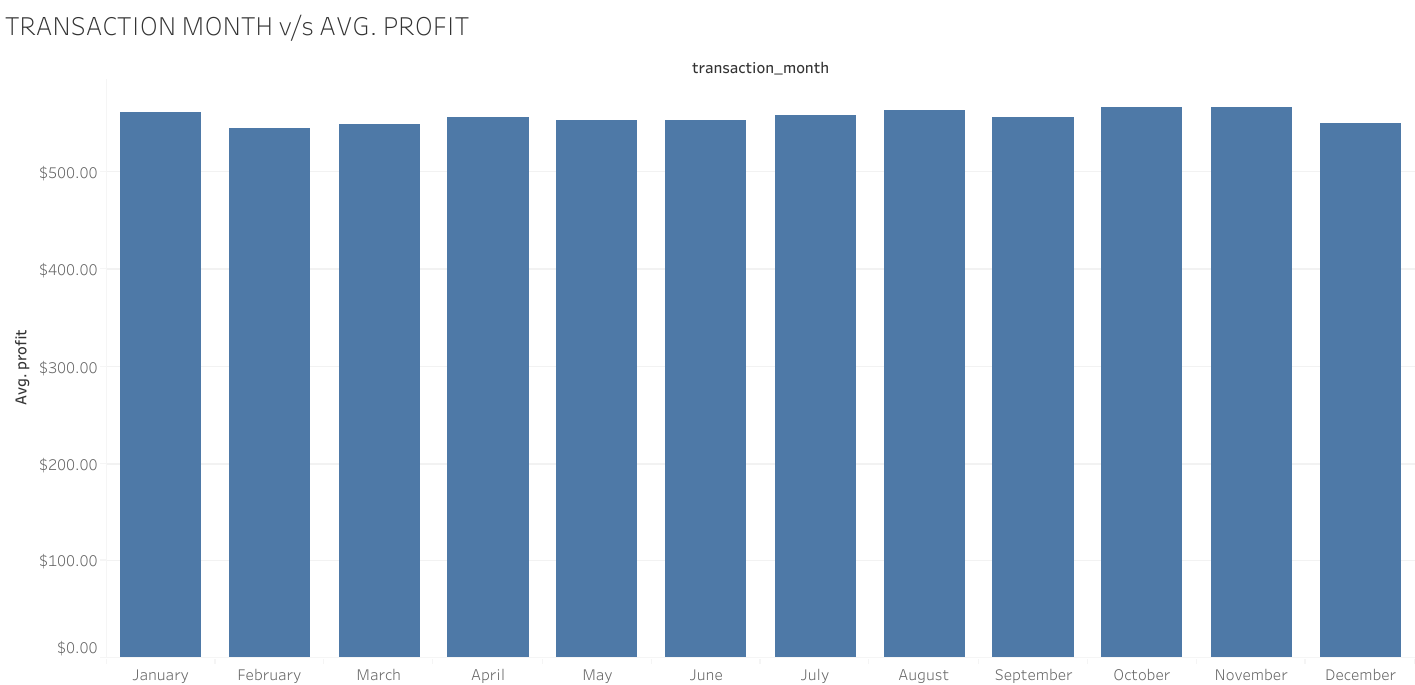 TRANSACTION MONTH v/s AVG. PROFIT
transaction_month
Avg. profit
$500.00
$400.00
$300.00
$200.00
$100.00
$0.00
January February March April May June July August September October November December